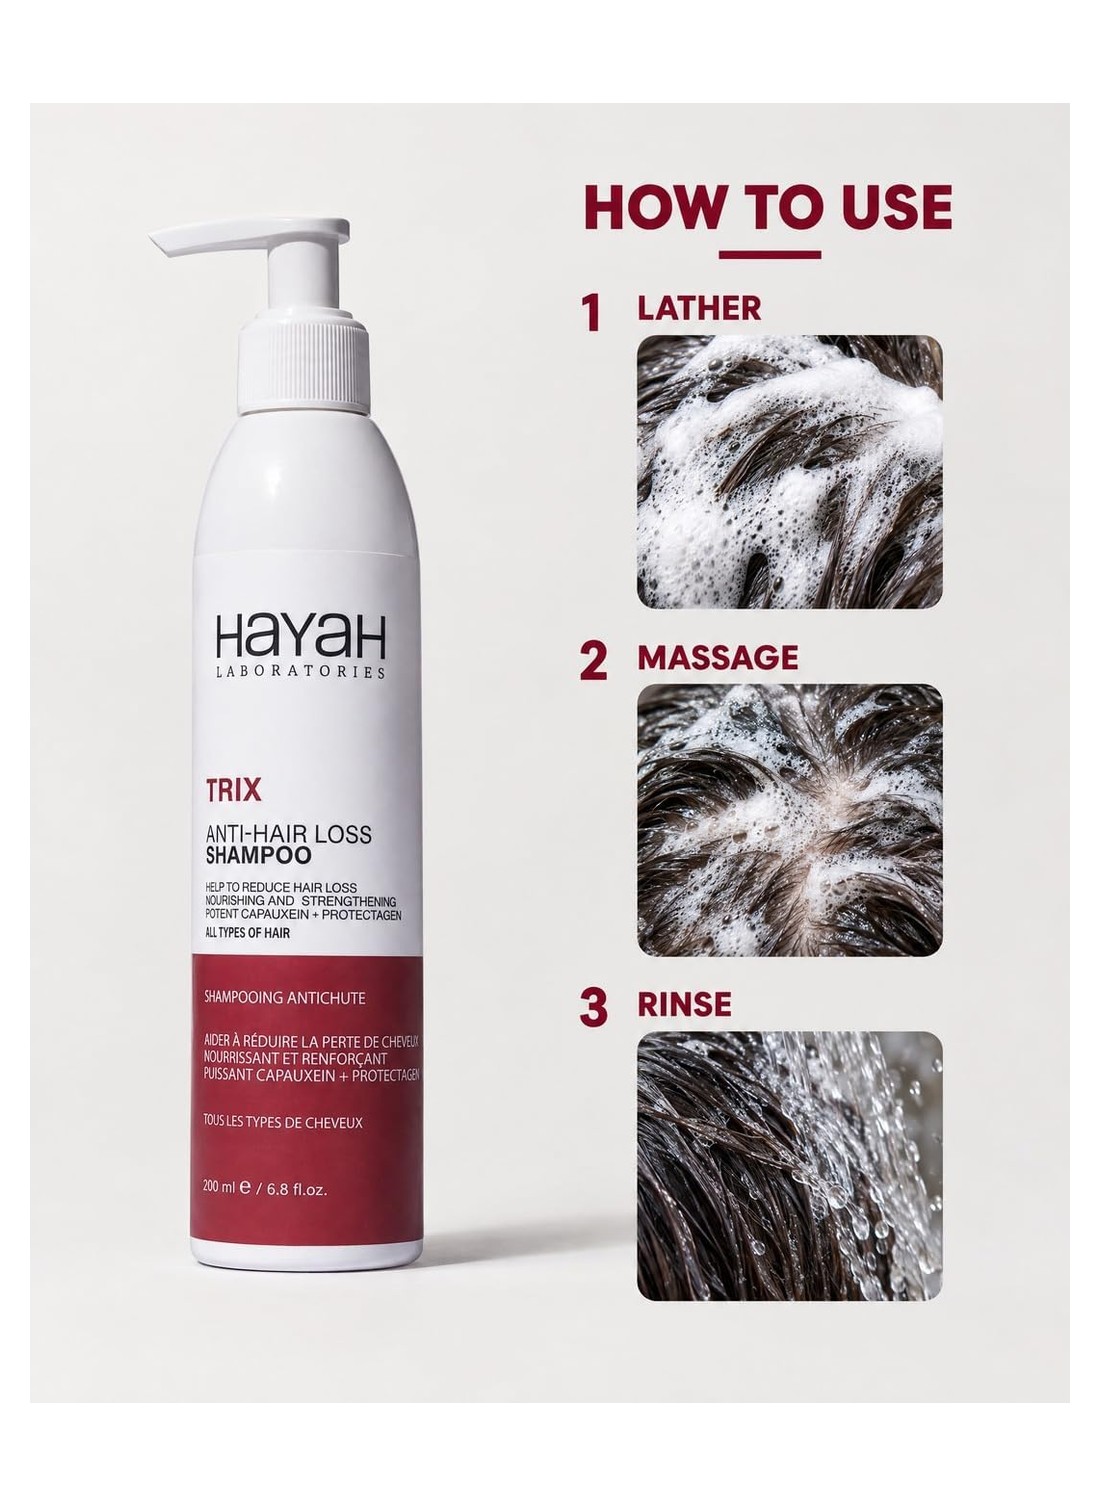 HOW TO USE
1 LATHER
2 MASSAGE
3 RINSE
HAYAH
LABORATORIES
TRIX
ANTI-HAIR LOSS
SHAMPOO
HELP TO REDUCE HAIR LOSS
NOURISHING AND STRENGTHENING
POTENT CAPAUXEIN + PROTECTAGEN
ALL TYPES OF HAIR
SHAMPOOING ANTICHUTE
AIDER À RÉDUIRE LA PERTE DE CHEVEUX
NOURRISSANT ET RENFORÇANT
PUISSANT CAPAUXEIN + PROTECTAGEN
TOUS LES TYPES DE CHEVEUX
200 ml e / 6.8 fl.oz.